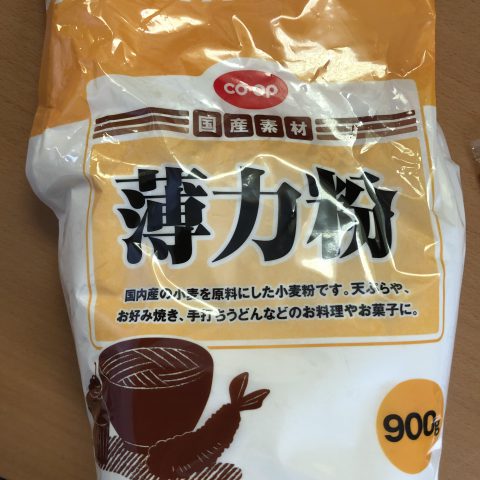 co·op
国産素材
薄力粉
国内産の小麦を原料にした小麦粉です。天ぷらや、
お好み焼き、手打ちうどんなどのお料理やお菓子に。
900g